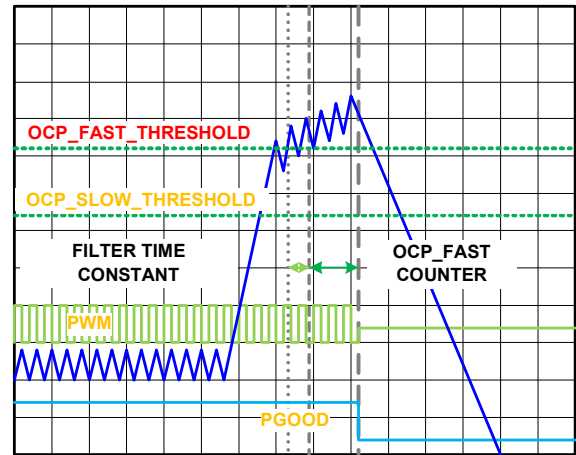 OCP_FAST_THRESHOLD
OCP_SLOW_THRESHOLD
FILTER TIME
CONSTANT
OCP_FAST
COUNTER
PWM
PGOOD